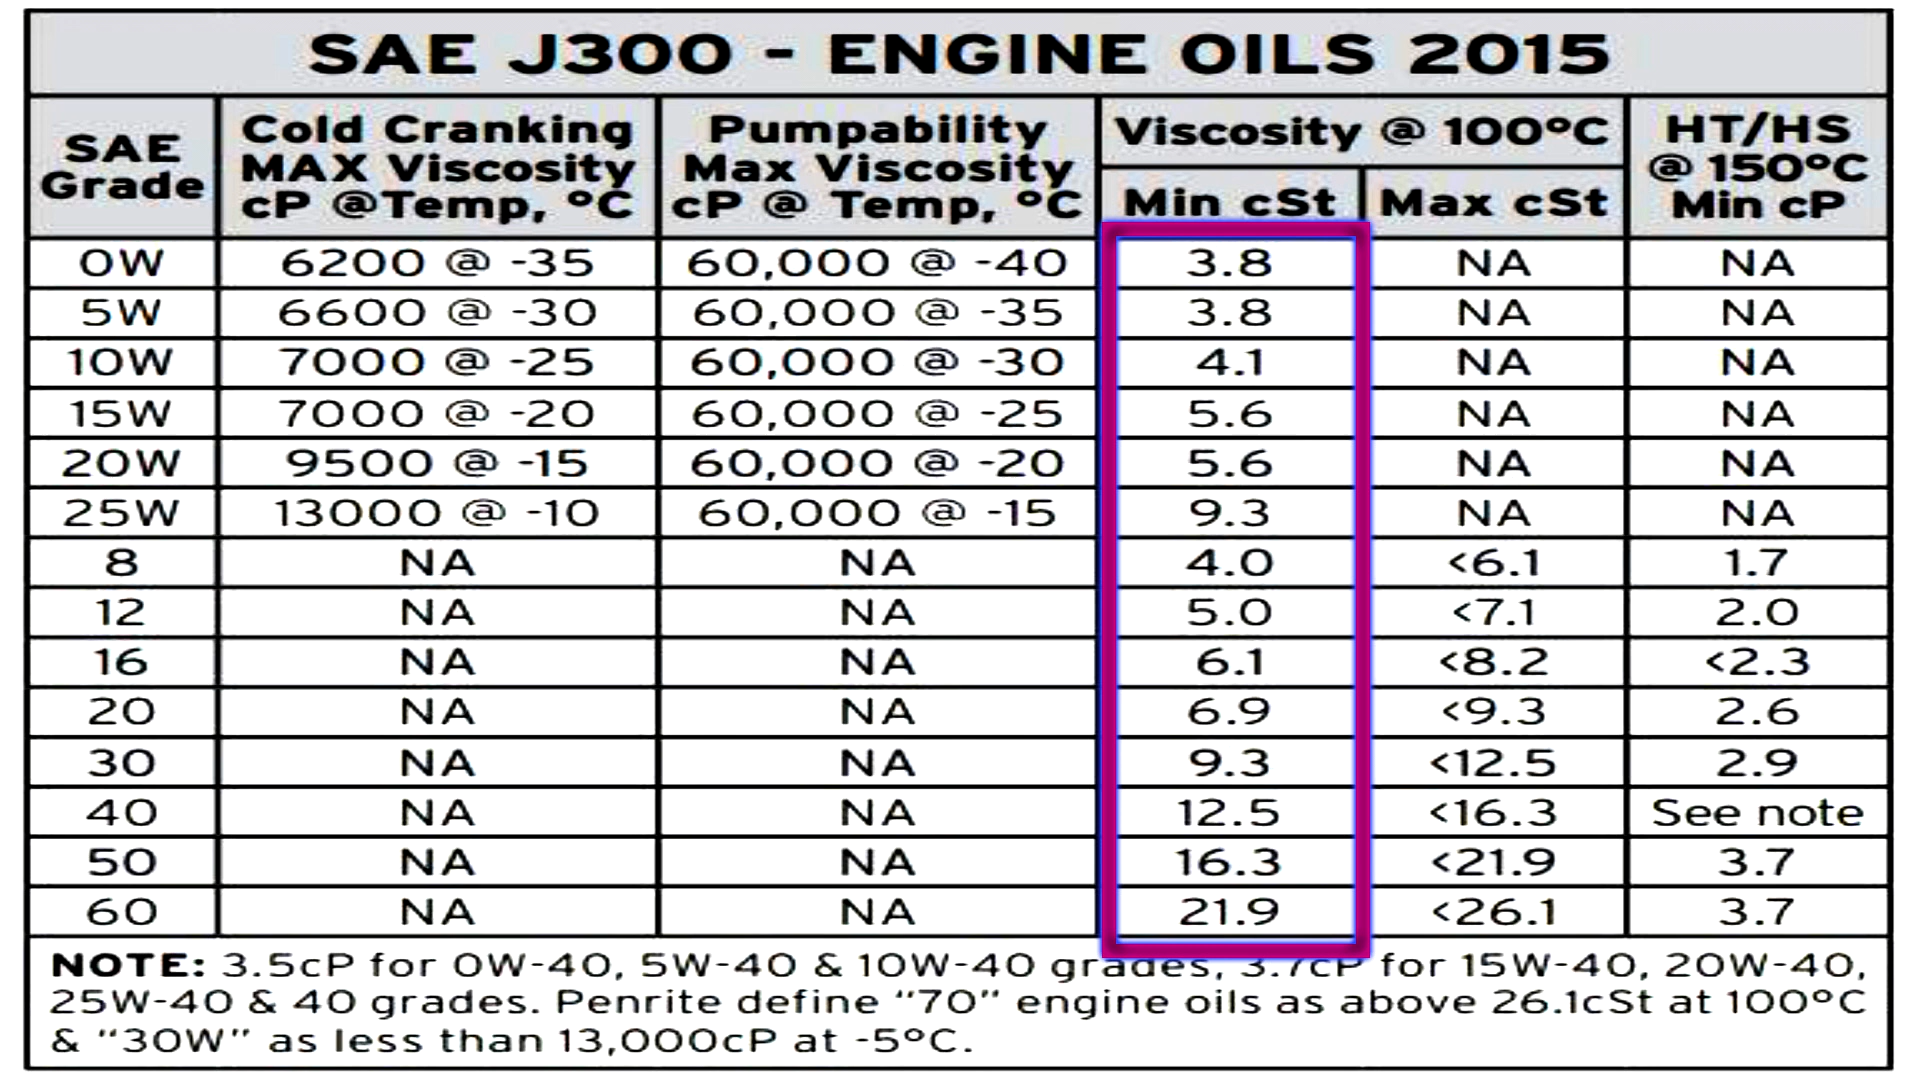 SAE J300 - ENGINE OILS 2015
SAE Grade
Cold Cranking MAX Viscosity cP @Temp, °C
Pumpability Max Viscosity cP @ Temp, °C
Viscosity @ 100°C
Min cSt
Max cSt
HT/HS @ 150°C Min cP
0W 6200 @ -35 60,000 @ -40 3.8 NA NA
5W 6600 @ -30 60,000 @ -35 3.8 NA NA
10W 7000 @ -25 60,000 @ -30 4.1 NA NA
15W 7000 @ -20 60,000 @ -25 5.6 NA NA
20W 9500 @ -15 60,000 @ -20 5.6 NA NA
25W 13000 @ -10 60,000 @ -15 9.3 NA NA
8 NA NA 4.0 <6.1 1.7
12 NA NA 5.0 <7.1 2.0
16 NA NA 6.1 <8.2 <2.3
20 NA NA 6.9 <9.3 2.6
30 NA NA 9.3 <12.5 2.9
40 NA NA 12.5 <16.3 See note
50 NA NA 16.3 <21.9 3.7
60 NA NA 21.9 <26.1 3.7
NOTE: 3.5cP for 0W-40, 5W-40 & 10W-40 grades, 3.7cP for 15W-40, 20W-40,
25W-40 & 40 grades. Penrite define “70” engine oils as above 26.1cSt at 100°C
& “30W” as less than 13,000cP at -5°C.